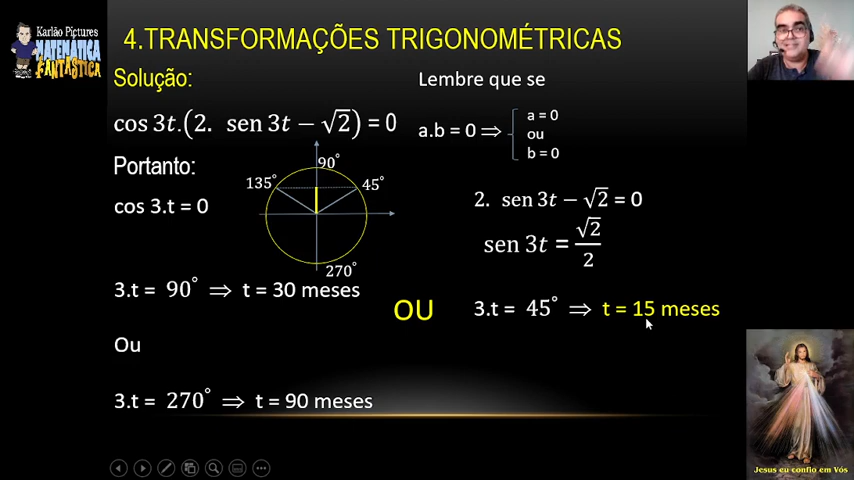 Karlão Pictures
MATEMÁTICA
FANTÁSTICA
4.TRANSFORMAÇÕES TRIGONOMÉTRICAS
Solução:
cos 3t.(2. sen 3t − √2) = 0
Portanto:
cos 3.t = 0
90°
135°
45°
270°
3.t = 90° ⇒ t = 30 meses
Ou
3.t = 270° ⇒ t = 90 meses
OU
Lembre que se
a.b = 0 ⇒
a = 0
ou
b = 0
2. sen 3t − √2 = 0
sen 3t = √2/2
3.t = 45° ⇒ t = 15 meses
Jesus eu confio em Vós